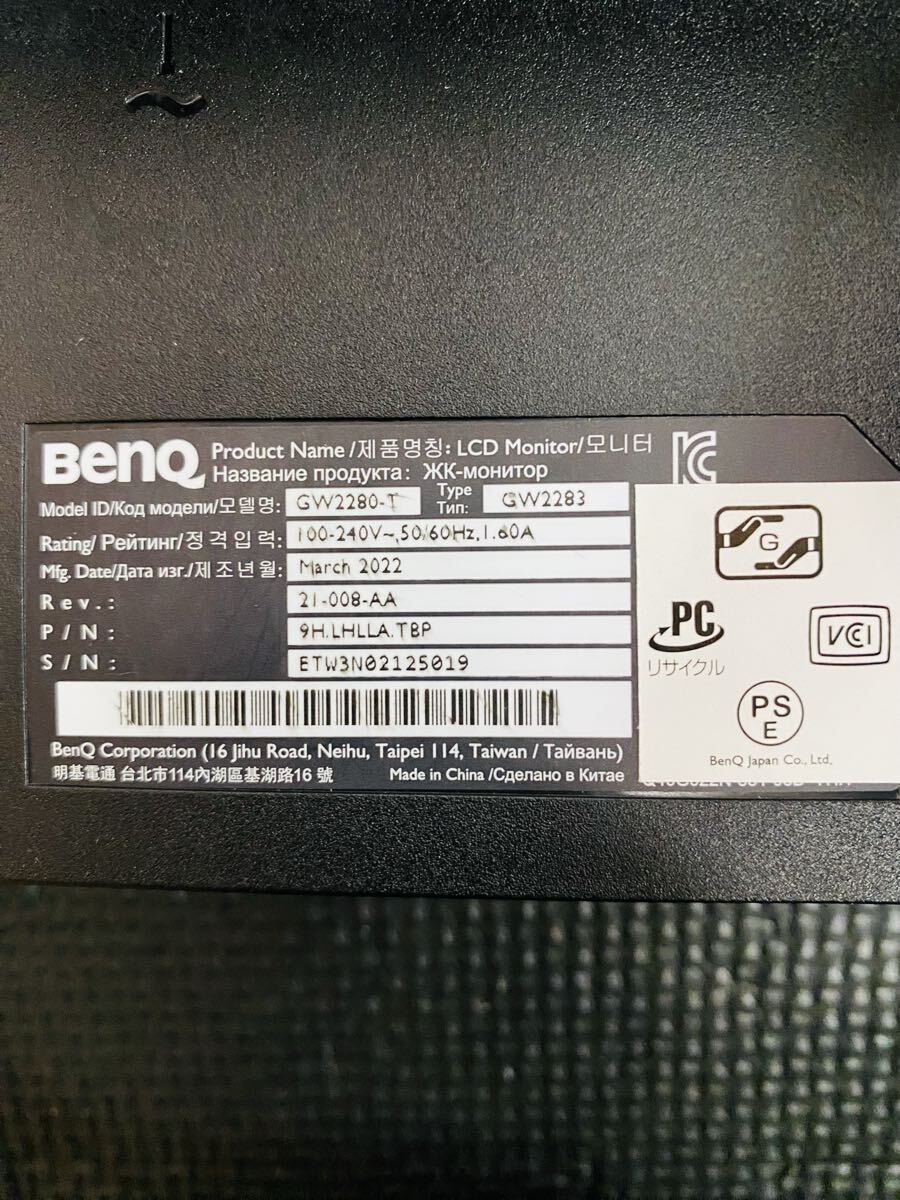 BenQ
Product Name /제품명칭: LCD Monitor/모니터
Название продукта: ЖК-монитор
Model ID/Код модели/모델명: GW2280-T Type Тип: GW2283
Rating/ Рейтинг/정격입력: 100-240V~,50/60Hz,1.60A
Mfg. Date/Дата изг./제조년월: March 2022
Rev.: 21-008-AA
P/N: 9H.LHLLA.TBP
S/N: ETW3N02125019
BenQ Corporation (16 Jihu Road, Neihu, Taipei 114, Taiwan / Тайвань)
明基電通 台北市114內湖區基湖路16 號 Made in China /Сделано в Китае
G
PC
リサイクル
VCCI
PS
E
BenQ Japan Co., Ltd.